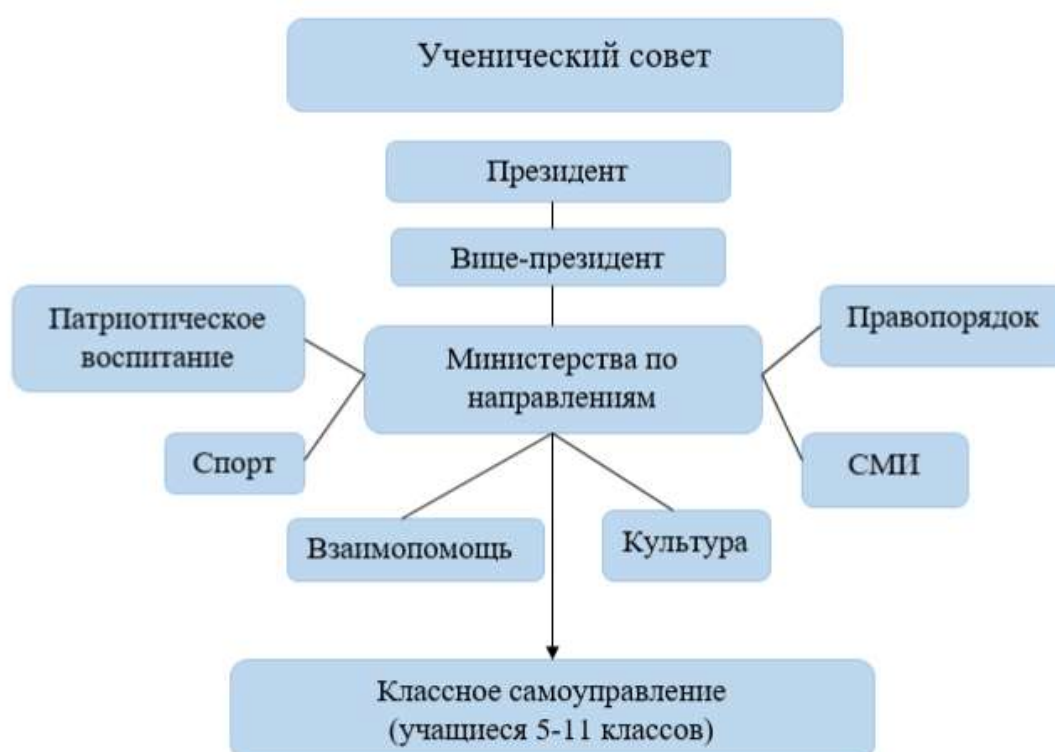 Ученический совет
Президент
Вице-президент
Патриотическое
воспитание
Министерства по
направлениям
Правопорядок
Спорт
СМИ
Взаимопомощь
Культура
Классное самоуправление
(учащиеся 5-11 классов)